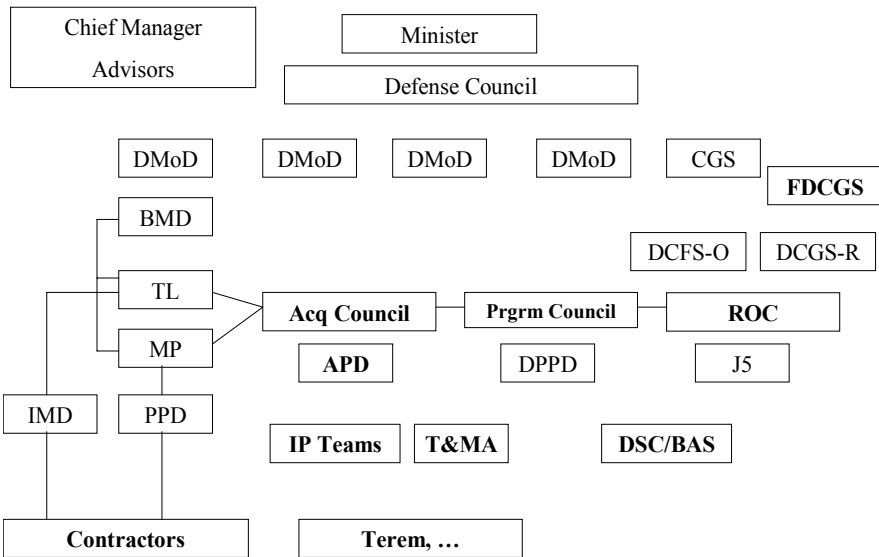 Chief Manager
Advisors
Minister
Defense Council
DMoD
DMoD
DMoD
DMoD
CGS
FDCGS
BMD
DCFS-O
DCGS-R
TL
Acq Council
Prgrm Council
ROC
MP
APD
DPPD
J5
IMD
PPD
IP Teams
T&MA
DSC/BAS
Contractors
Terem, …